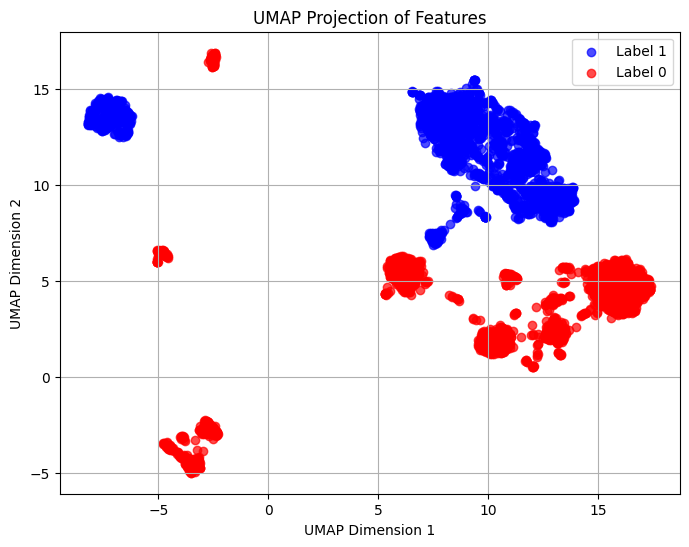 UMAP Projection of Features
Label 1
Label 0
15
10
5
0
−5
UMAP Dimension 2
−5
0
5
10
15
UMAP Dimension 1